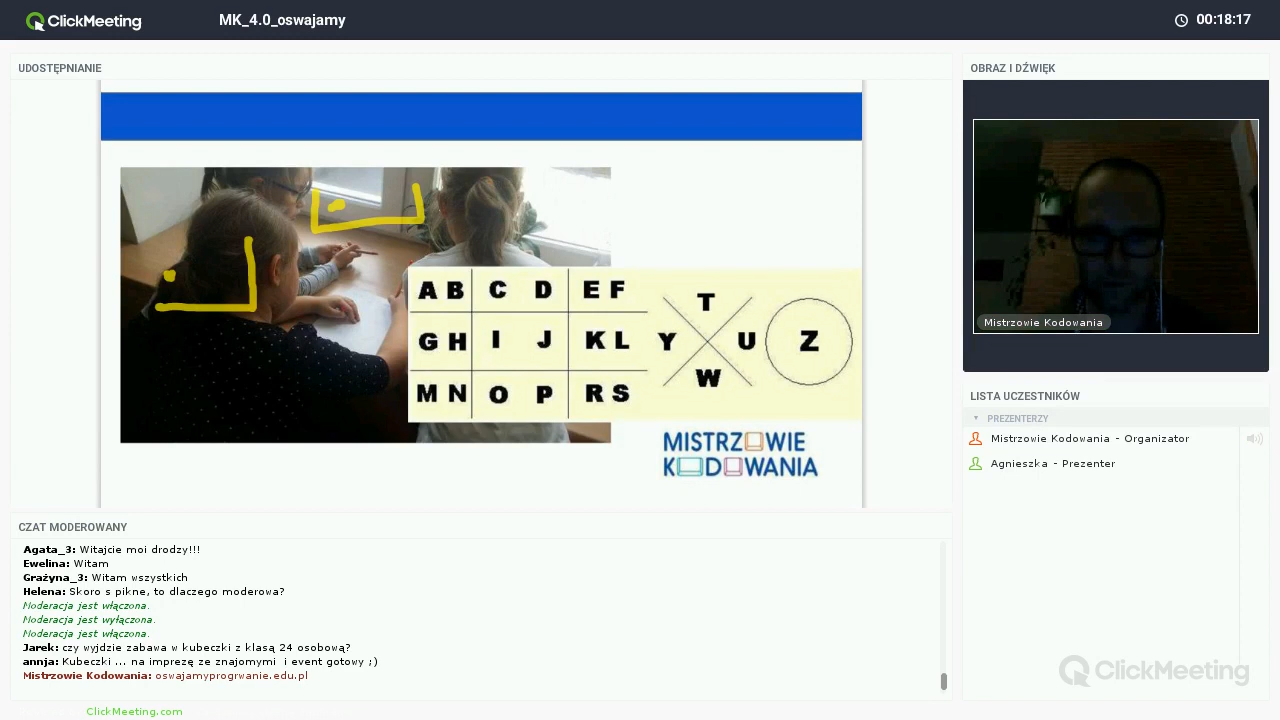 ClickMeeting
MK_4.0_oswajamy
00:18:17
UDOSTĘPNIANIE
A B C D E F
G H I J K L
M N O P R S
T
Y U
W
Z
MISTRZOWIE
KODOWANIA
OBRAZ I DŹWIĘK
Mistrzowie Kodowania
LISTA UCZESTNIKÓW
PREZENTERZY
Mistrzowie Kodowania - Organizator
Agnieszka - Prezenter
CZAT MODEROWANY
Agata_3: Witajcie moi drodzy!!!
Ewelina: Witam
Grażyna_3: Witam wszystkich
Helena: Skoro s pikne, to dlaczego moderowa?
Moderacja jest włączona.
Moderacja jest wyłączona.
Moderacja jest włączona.
Jarek: czy wyjdzie zabawa w kubeczki z klasą 24 osobową?
annja: Kubeczki ... na imprezę ze znajomymi i event gotowy ;)
Mistrzowie Kodowania: oswajamyprogrwanie.edu.pl
ClickMeeting
ClickMeeting.com